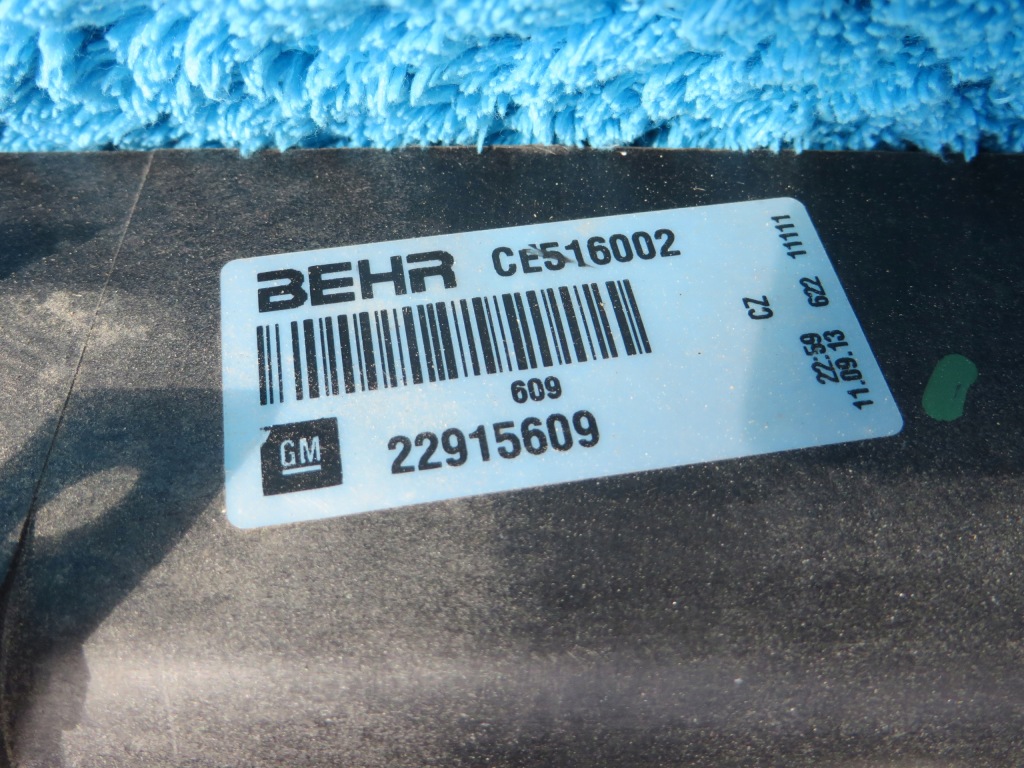 BEHR CE516002
609
GM 22915609
CZ
22:59 622 11111
11.09.13